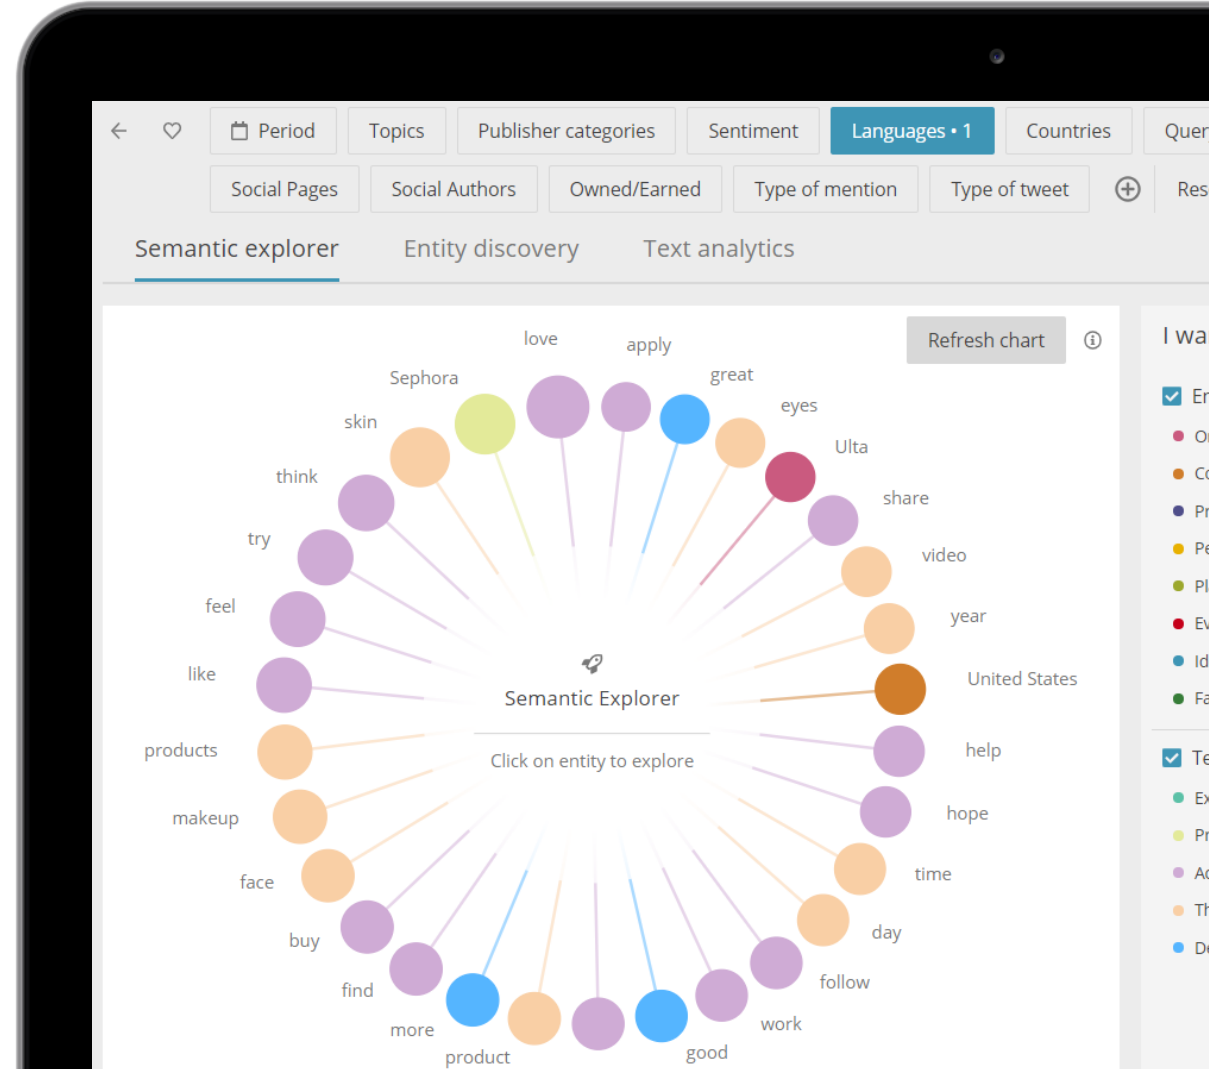 Period
Topics
Publisher categories
Sentiment
Languages • 1
Countries
Social Pages
Social Authors
Owned/Earned
Type of mention
Type of tweet
Semantic explorer
Entity discovery
Text analytics
Refresh chart
I
love
apply
great
Sephora
eyes
skin
Ulta
think
share
try
video
feel
year
like
United States
Semantic Explorer
products
help
Click on entity to explore
makeup
hope
face
time
buy
day
find
follow
more
work
product
good